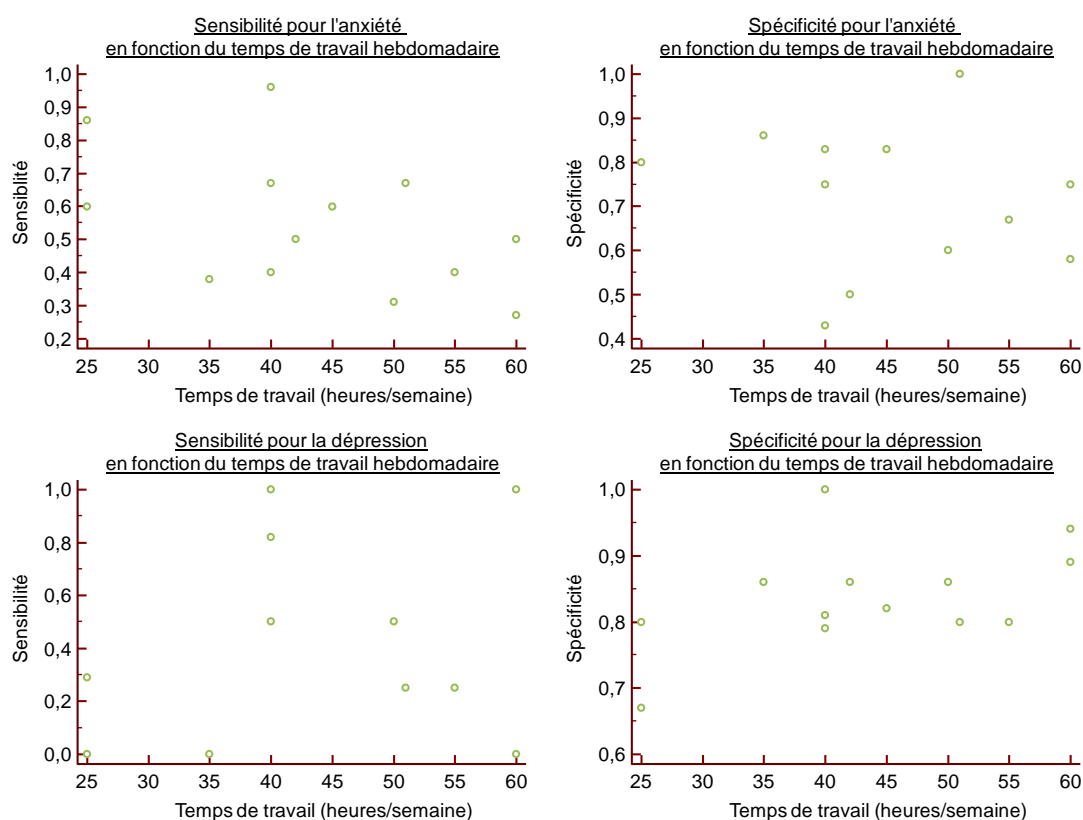 Sensibilité pour l'anxiété
en fonction du temps de travail hebdomadaire
1,0
0,9
0,8
0,7
0,6
0,5
0,4
0,3
0,2
Sensiblité
25 30 35 40 45 50 55 60
Temps de travail (heures/semaine)
Spécificité pour l'anxiété
en fonction du temps de travail hebdomadaire
1,0
0,9
0,8
0,7
0,6
0,5
0,4
Spécificité
25 30 35 40 45 50 55 60
Temps de travail (heures/semaine)
Sensibilité pour la dépression
en fonction du temps de travail hebdomadaire
1,0
0,8
0,6
0,4
0,2
0,0
Sensibilité
25 30 35 40 45 50 55 60
Temps de travail (heures/semaine)
Spécificité pour la dépression
en fonction du temps de travail hebdomadaire
1,0
0,9
0,8
0,7
0,6
Spécificité
25 30 35 40 45 50 55 60
Temps de travail (heures/semaine)